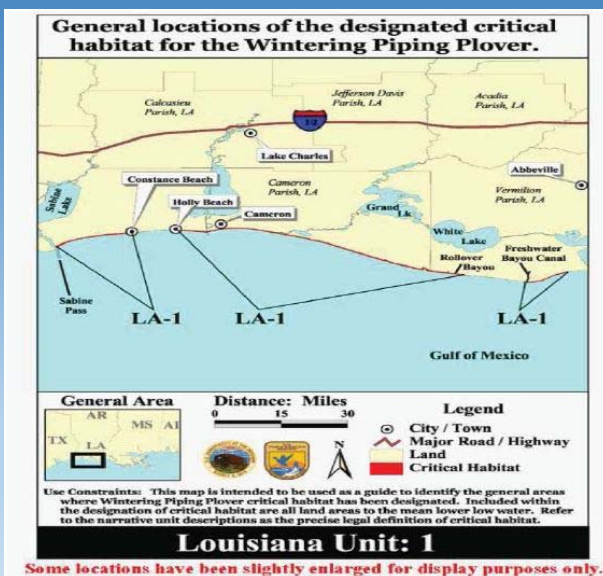 General locations of the designated critical
habitat for the Wintering Piping Plover.
Calcasieu
Parish, LA
Jefferson Davis
Parish, LA
Acadia
Parish, LA
Lake Charles
Constance Beach
Abbeville
Cameron
Parish, LA
Vermilion
Parish, LA
Sabine
Lake
Holly Beach
Cameron
Grand
Lk
White
Lake
Rollover
Bayou
Freshwater
Bayou Canal
Sabine
Pass
LA-1
LA-1
LA-1
Gulf of Mexico
General Area
AR
MS
TX
LA
Distance: Miles
0
15
30
N
Legend
City / Town
Major Road / Highway
Land
Critical Habitat
Use Constraints: This map is intended to be used as a guide to identify the general areas
where Wintering Piping Plover critical habitat has been designated. Included within
the designation of critical habitat are all land areas to the mean lower low water. Refer
to the narrative unit descriptions as the precise legal definition of critical habitat.
Louisiana Unit: 1
Some locations have been slightly enlarged for display purposes only.